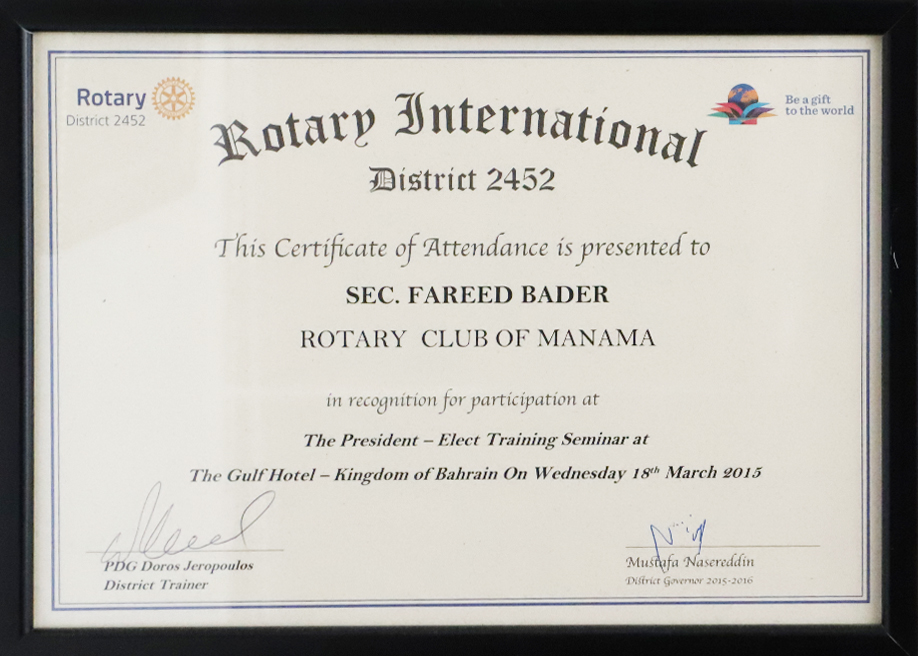 Rotary
District 2452
Be a gift
to the world
Rotary International
District 2452
This Certificate of Attendance is presented to
SEC. FAREED BADER
ROTARY CLUB OF MANAMA
in recognition for participation at
The President – Elect Training Seminar at
The Gulf Hotel – Kingdom of Bahrain On Wednesday 18th March 2015
PDG Doros Jeropoulos
District Trainer
Mustafa Nasereddin
District Governor 2015-2016